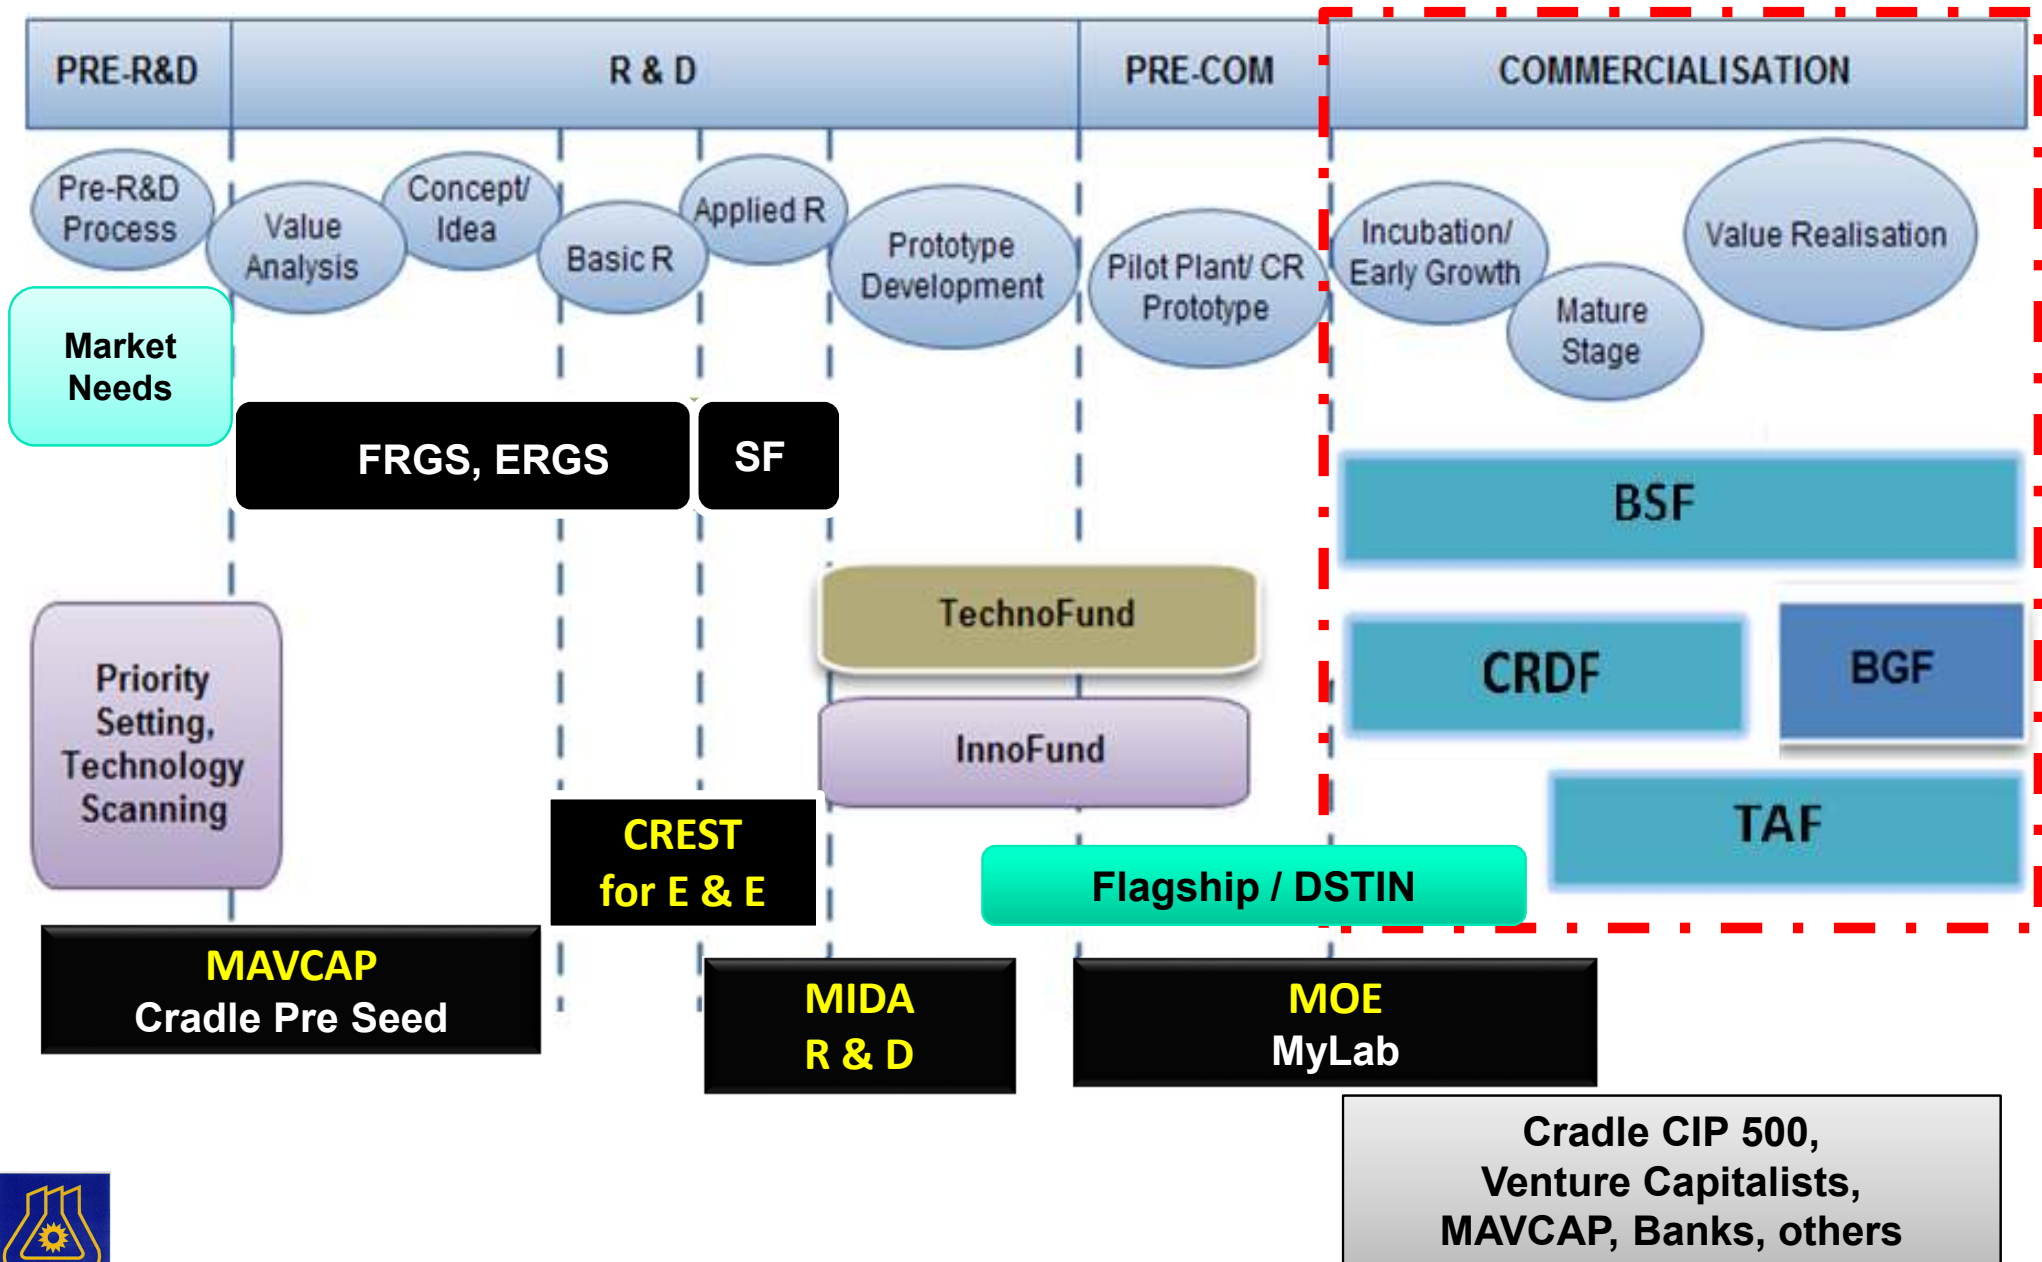 PRE-R&D
R & D
PRE-COM
COMMERCIALISATION
Pre-R&D
Process
Value
Analysis
Concept/
Idea
Basic R
Applied R
Prototype
Development
Pilot Plant/ CR
Prototype
Incubation/
Early Growth
Mature
Stage
Value Realisation
Market
Needs
FRGS, ERGS
SF
BSF
TechnoFund
CRDF
BGF
Priority
Setting,
Technology
Scanning
InnoFund
TAF
CREST
for E & E
Flagship / DSTIN
MAVCAP
Cradle Pre Seed
MIDA
R & D
MOE
MyLab
Cradle CIP 500,
Venture Capitalists,
MAVCAP, Banks, others